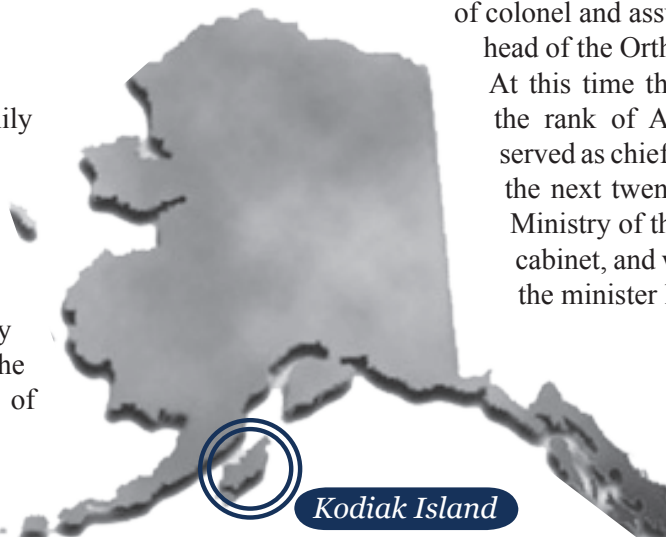 ily
y
he
of
of colonel and ass
head of the Orth
At this time th
the rank of A
served as chief
the next twen
Ministry of th
cabinet, and
the minister
Kodiak Island